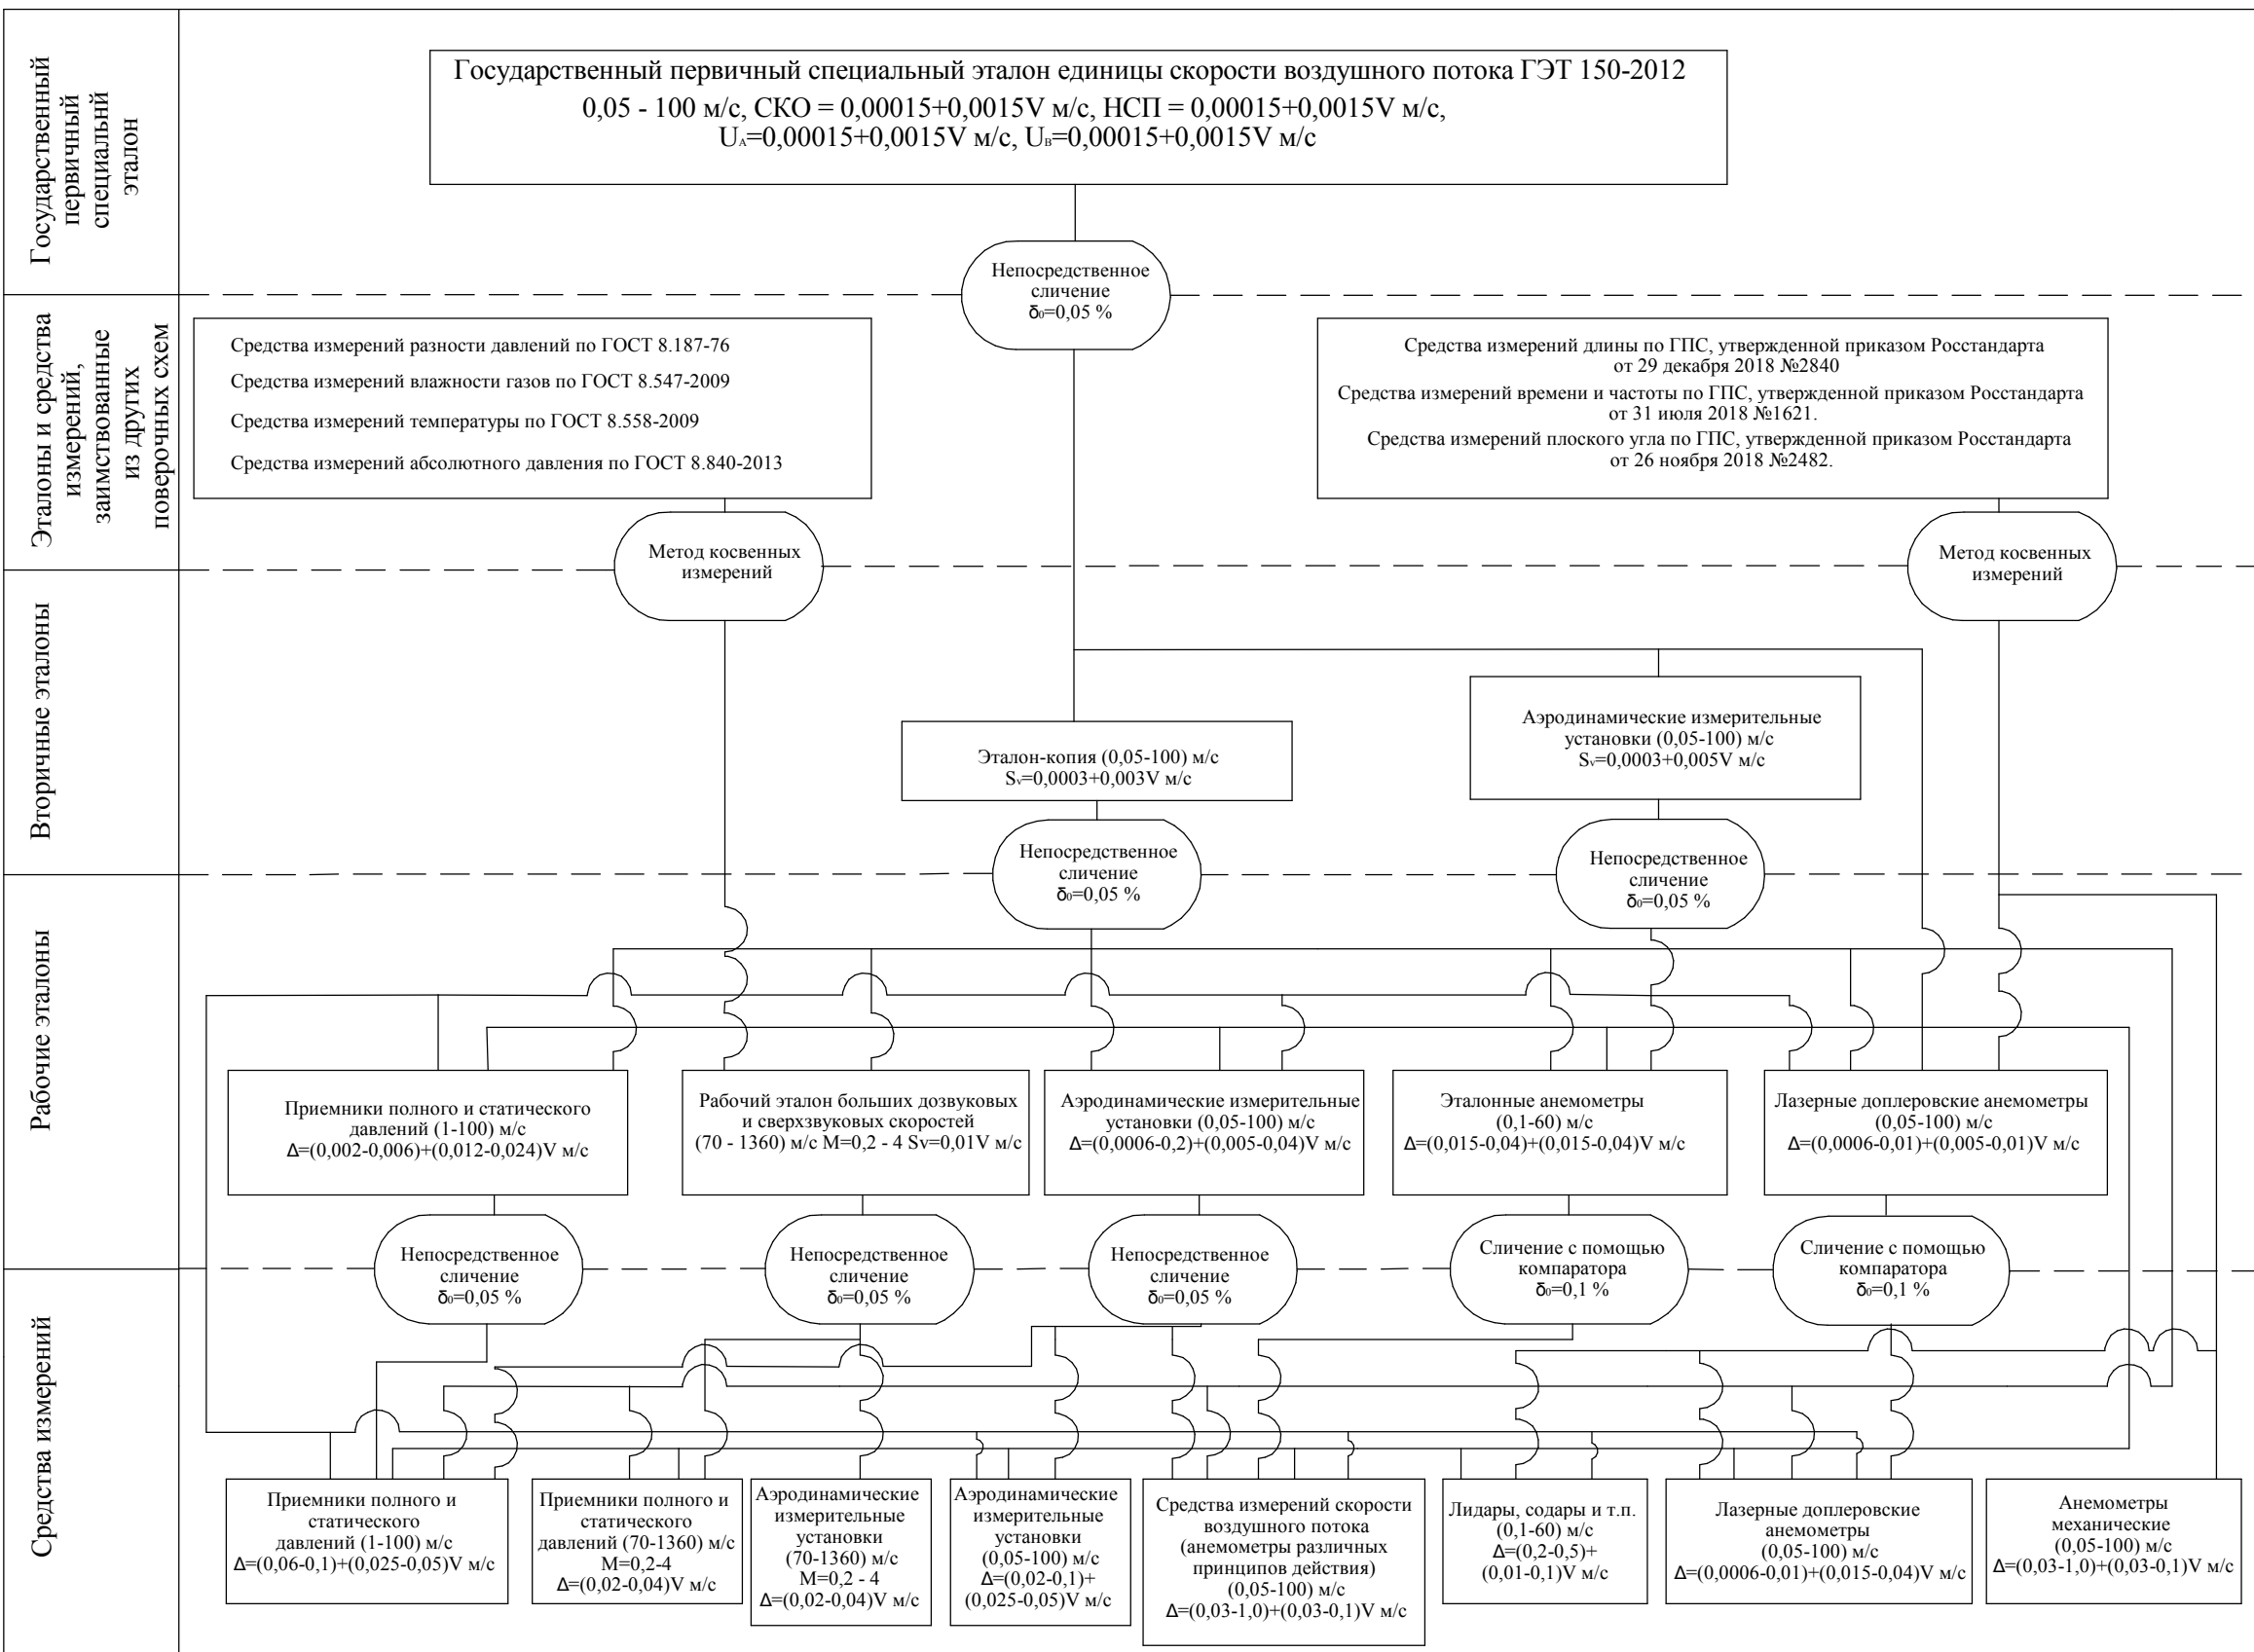 Государственный
первичный
специальнй
эталон
Государственный первичный специальный эталон единицы скорости воздушного потока ГЭТ 150-2012
0,05 - 100 м/с, СКО = 0,00015+0,0015V м/с, НСП = 0,00015+0,0015V м/с,
UА=0,00015+0,0015V м/с, UВ=0,00015+0,0015V м/с
Непосредственное
сличение
δ0=0,05 %
Эталоны и средства
измерений,
заимствованные
из других
поверочных схем
Средства измерений разности давлений по ГОСТ 8.187-76
Средства измерений влажности газов по ГОСТ 8.547-2009
Средства измерений температуры по ГОСТ 8.558-2009
Средства измерений абсолютного давления по ГОСТ 8.840-2013
Средства измерений длины по ГПС, утвержденной приказом Росстандарта
от 29 декабря 2018 №2840
Средства измерений времени и частоты по ГПС, утвержденной приказом Росстандарта
от 31 июля 2018 №1621.
Средства измерений плоского угла по ГПС, утвержденной приказом Росстандарта
от 26 ноября 2018 №2482.
Метод косвенных
измерений
Метод косвенных
измерений
Вторичные эталоны
Эталон-копия (0,05-100) м/с
Sv=0,0003+0,003V м/с
Аэродинамические измерительные
установки (0,05-100) м/с
Sv=0,0003+0,005V м/с
Непосредственное
сличение
δ0=0,05 %
Непосредственное
сличение
δ0=0,05 %
Рабочие эталоны
Приемники полного и статического
давлений (1-100) м/с
Δ=(0,002-0,006)+(0,012-0,024)V м/с
Рабочий эталон больших дозвуковых
и сверхзвуковых скоростей
(70 - 1360) м/с М=0,2 - 4 Sv=0,01V м/с
Аэродинамические измерительные
установки (0,05-100) м/с
Δ=(0,0006-0,2)+(0,005-0,04)V м/с
Эталонные анемометры
(0,1-60) м/с
Δ=(0,015-0,04)+(0,015-0,04)V м/с
Лазерные доплеровские анемометры
(0,05-100) м/с
Δ=(0,0006-0,01)+(0,005-0,01)V м/с
Непосредственное
сличение
δ0=0,05 %
Непосредственное
сличение
δ0=0,05 %
Непосредственное
сличение
δ0=0,05 %
Сличение с помощью
компаратора
δ0=0,1 %
Сличение с помощью
компаратора
δ0=0,1 %
Средства измерений
Приемники полного и
статического
давлений (1-100) м/с
Δ=(0,06-0,1)+(0,025-0,05)V м/с
Приемники полного и
статического
давлений (70-1360) м/с
М=0,2-4
Δ=(0,02-0,04)V м/с
Аэродинамические
измерительные
установки
(70-1360) м/с
М=0,2 - 4
Δ=(0,02-0,04)V м/с
Аэродинамические
измерительные
установки
(0,05-100) м/с
Δ=(0,02-0,1)+
(0,025-0,05)V м/с
Средства измерений скорости
воздушного потока
(анемометры различных
принципов действия)
(0,05-100) м/с
Δ=(0,03-1,0)+(0,03-0,1)V м/с
Лидары, содары и т.п.
(0,1-60) м/с
Δ=(0,2-0,5)+
(0,01-0,1)V м/с
Лазерные доплеровские
анемометры
(0,05-100) м/с
Δ=(0,0006-0,01)+(0,015-0,04)V м/с
Анемометры
механические
(0,05-100) м/с
Δ=(0,03-1,0)+(0,03-0,1)V м/с